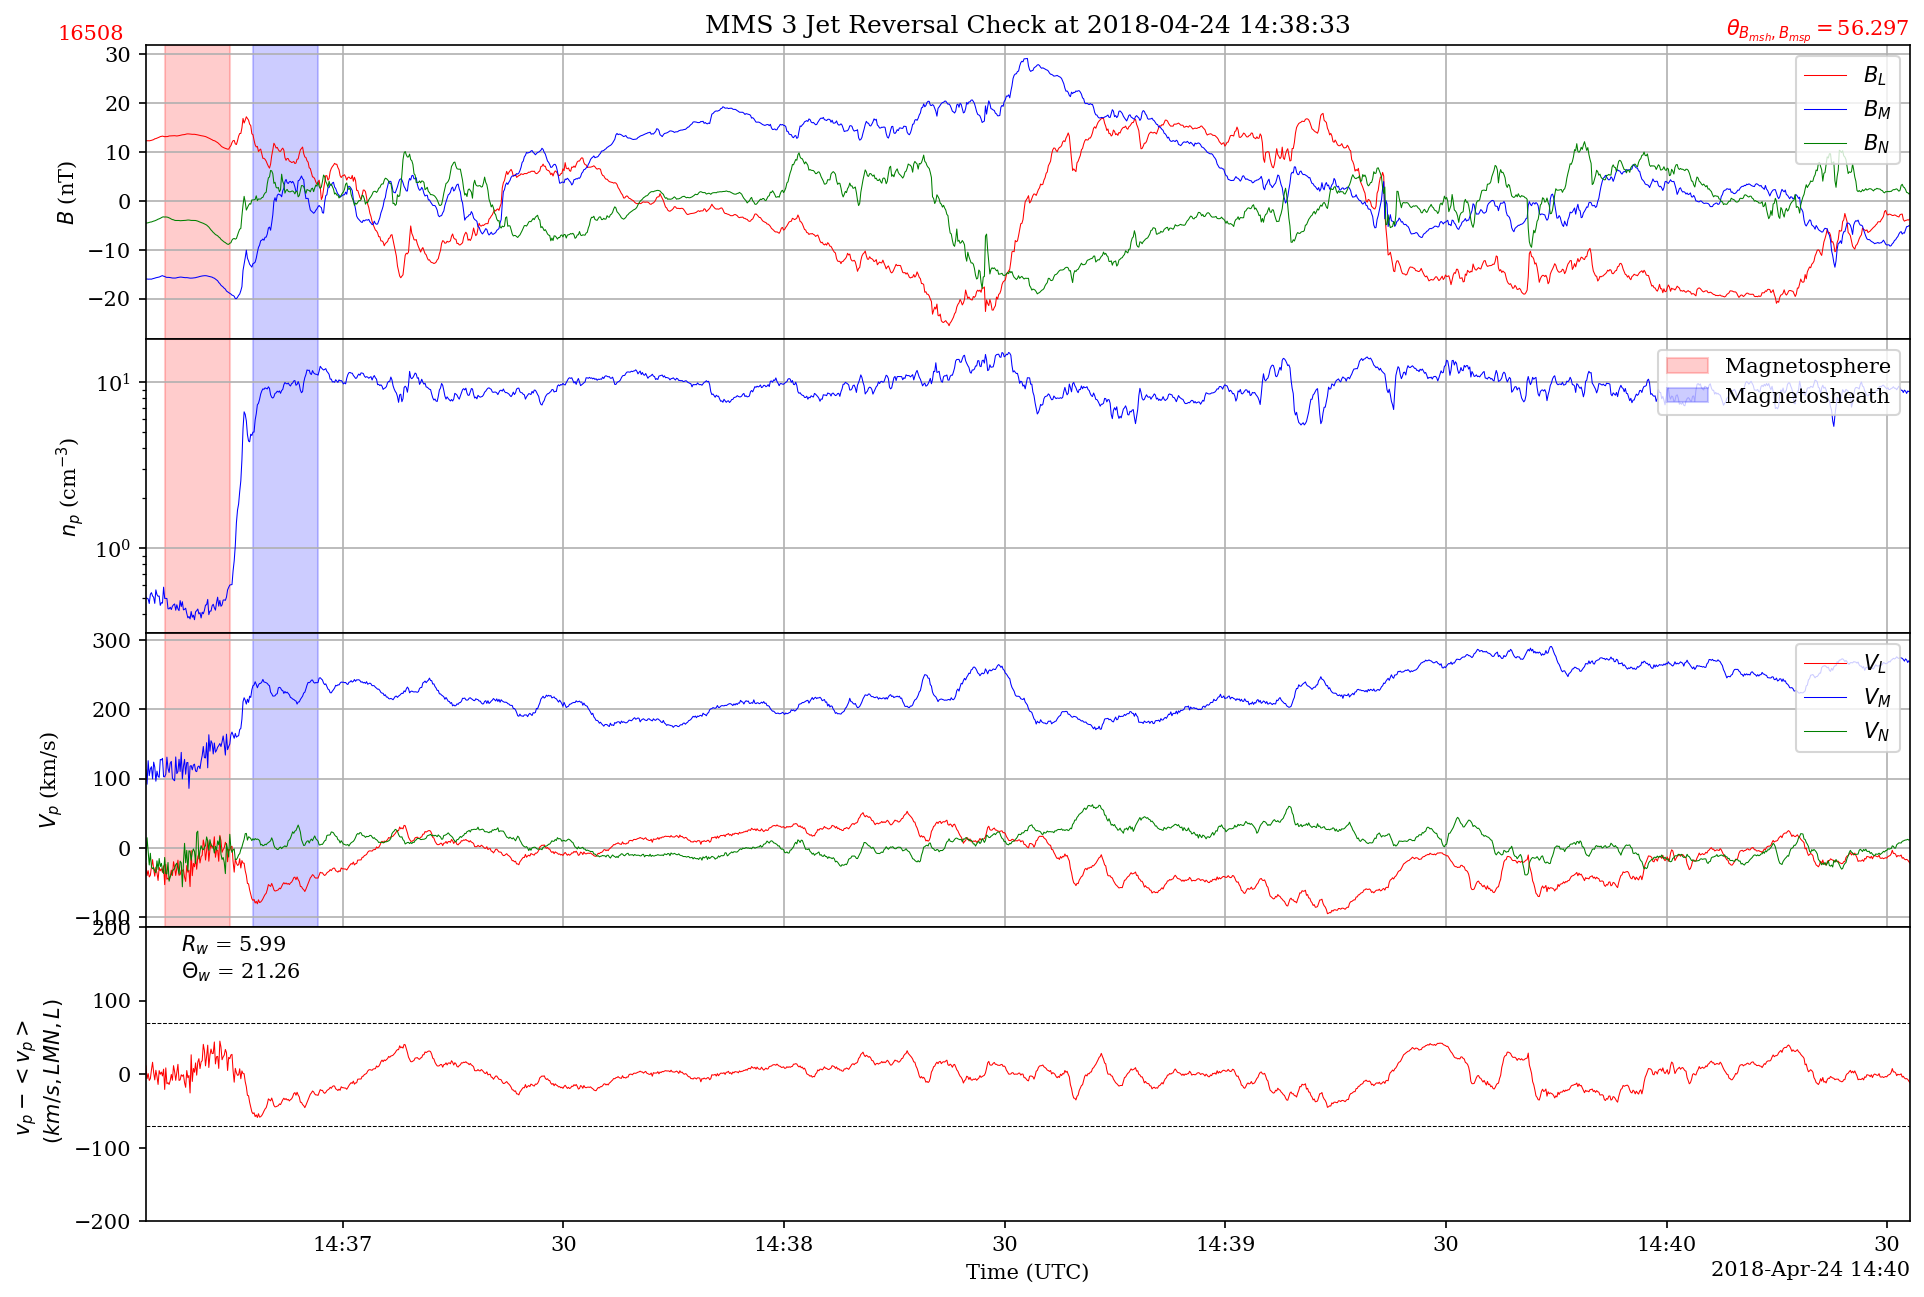 MMS 3 Jet Reversal Check at 2018-04-24 14:38:33
16508
θ_{B_{msh}, B_{msp}} = 56.297
30
20
10
0
−10
−20
B (nT)
B_L
B_M
B_N
10^1
10^0
n_p (cm^{−3})
Magnetosphere
Magnetosheath
300
200
100
0
−100
V_p (km/s)
V_L
V_M
V_N
200
100
0
−100
−200
v_p − < v_p >
(km/s, LMN, L)
R_w = 5.99
Θ_w = 21.26
14:37
30
14:38
30
14:39
30
14:40
30
Time (UTC)
2018-Apr-24 14:40